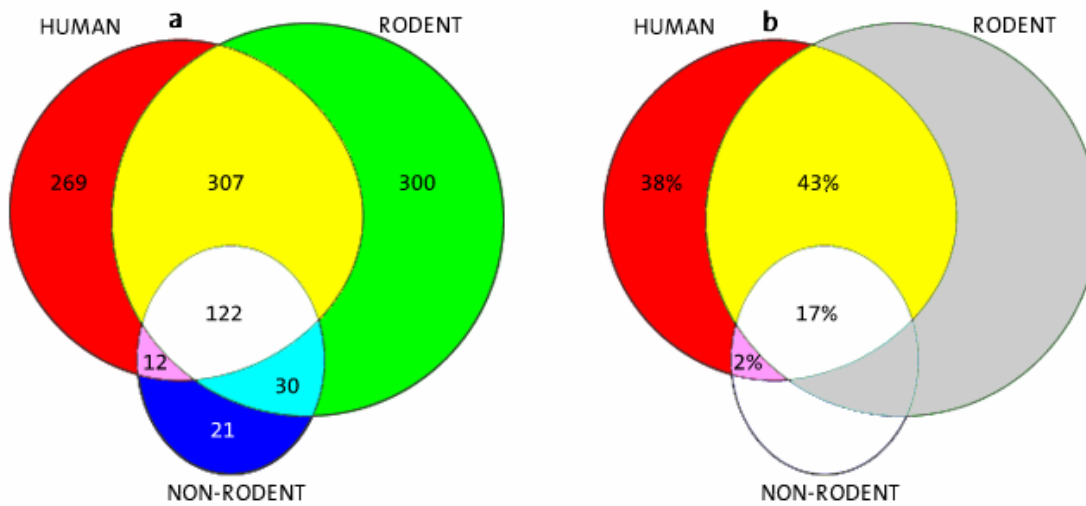 a
HUMAN
RODENT
269
307
300
122
12
30
21
NON-RODENT
b
HUMAN
RODENT
38%
43%
17%
2%
NON-RODENT